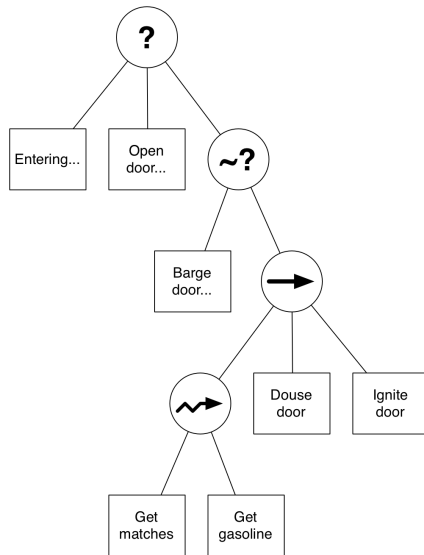 ?
Entering...
Open
door...
~?
Barge
door...
Douse
door
Ignite
door
Get
matches
Get
gasoline